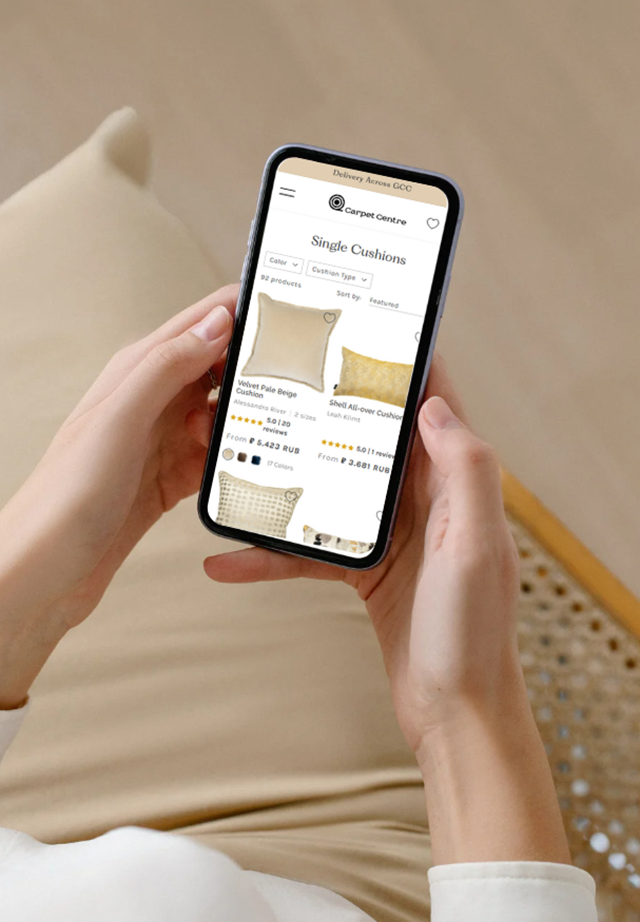 Delivery Across GCC
Carpet Centre
Single Cushions
Color
Cushion Type
92 products
Sort by:
Featured
Velvet Pale Beige
Cushion
Alessandra River | 2 sizes
5.0 | 20
reviews
From ₽ 5.423 RUB
17 Colors
Shell All-over Cushion
Leah Klimt
5.0 | 1 review
From ₽ 3.681 RUB